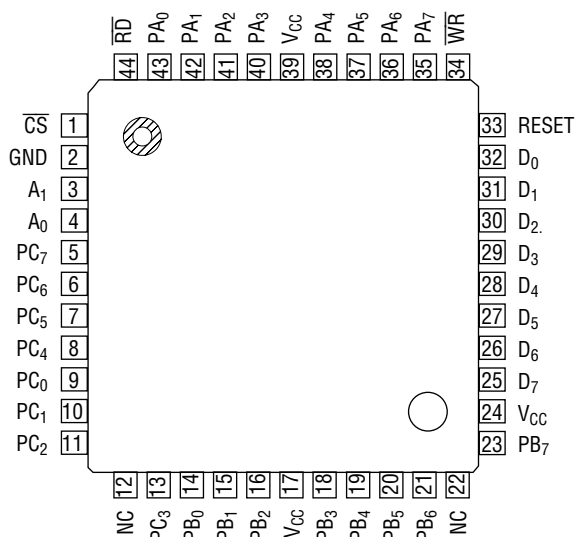 RD PA0 PA1 PA2 PA3 VCC PA4 PA5 PA6 PA7 WR
44 43 42 41 40 39 38 37 36 35 34
CS 1 33 RESET
GND 2 32 D0
A1 3 31 D1
A0 4 30 D2.
PC7 5 29 D3
PC6 6 28 D4
PC5 7 27 D5
PC4 8 26 D6
PC0 9 25 D7
PC1 10 24 VCC
PC2 11 23 PB7
12 13 14 15 16 17 18 19 20 21 22
NC PC3 PB0 PB1 PB2 VCC PB3 PB4 PB5 PB6 NC